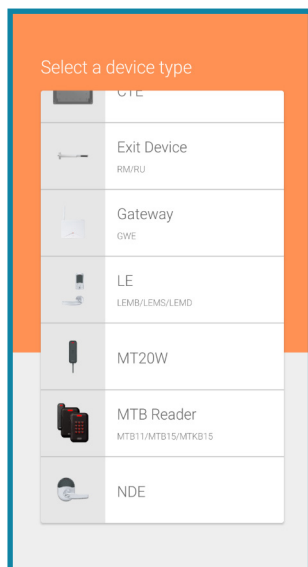 Select a device type
CTE
Exit Device
RM/RU
Gateway
GWE
LE
LEMB/LEMS/LEMD
MT20W
MTB Reader
MTB11/MTB15/MTKB15
NDE